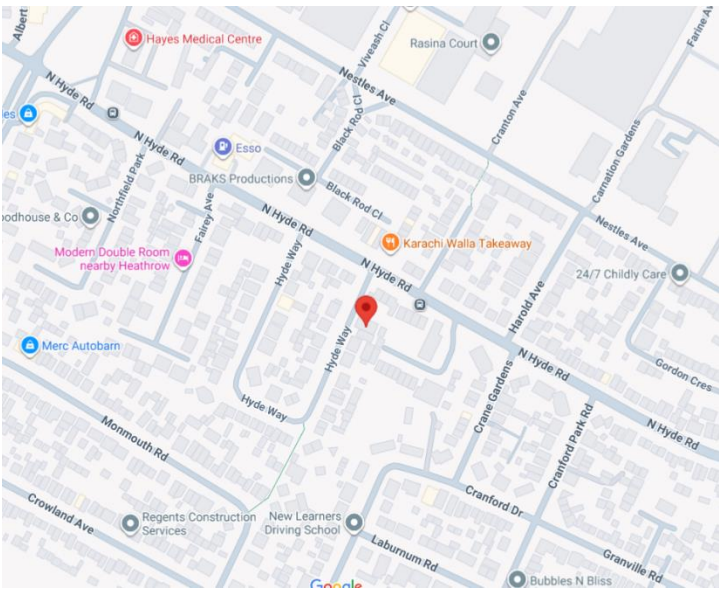 Albert
Hayes Medical Centre
Viveash Cl
Rasina Court
Farine Av
N Hyde Rd
Nestles Ave
Cranton Ave
Black Rod Cl
Esso
N Hyde Rd
BRAKS Productions
Black Rod Cl
Carnation Gardens
Northfield Park
Fairey Ave
N Hyde Rd
Nestles Ave
oodhouse & Co
Modern Double Room
nearby Heathrow
Hyde Way
Karachi Walla Takeaway
N Hyde Rd
24/7 Childly Care
Harold Ave
Merc Autobarn
Hyde Way
N Hyde Rd
Gordon Cres
Hyde Way
Crane Gardens
N Hyde Rd
Monmouth Rd
Cranford Park Rd
Crowland Ave
Regents Construction
Services
New Learners
Driving School
Cranford Dr
Laburnum Rd
Granville Rd
Bubbles N Bliss
Google